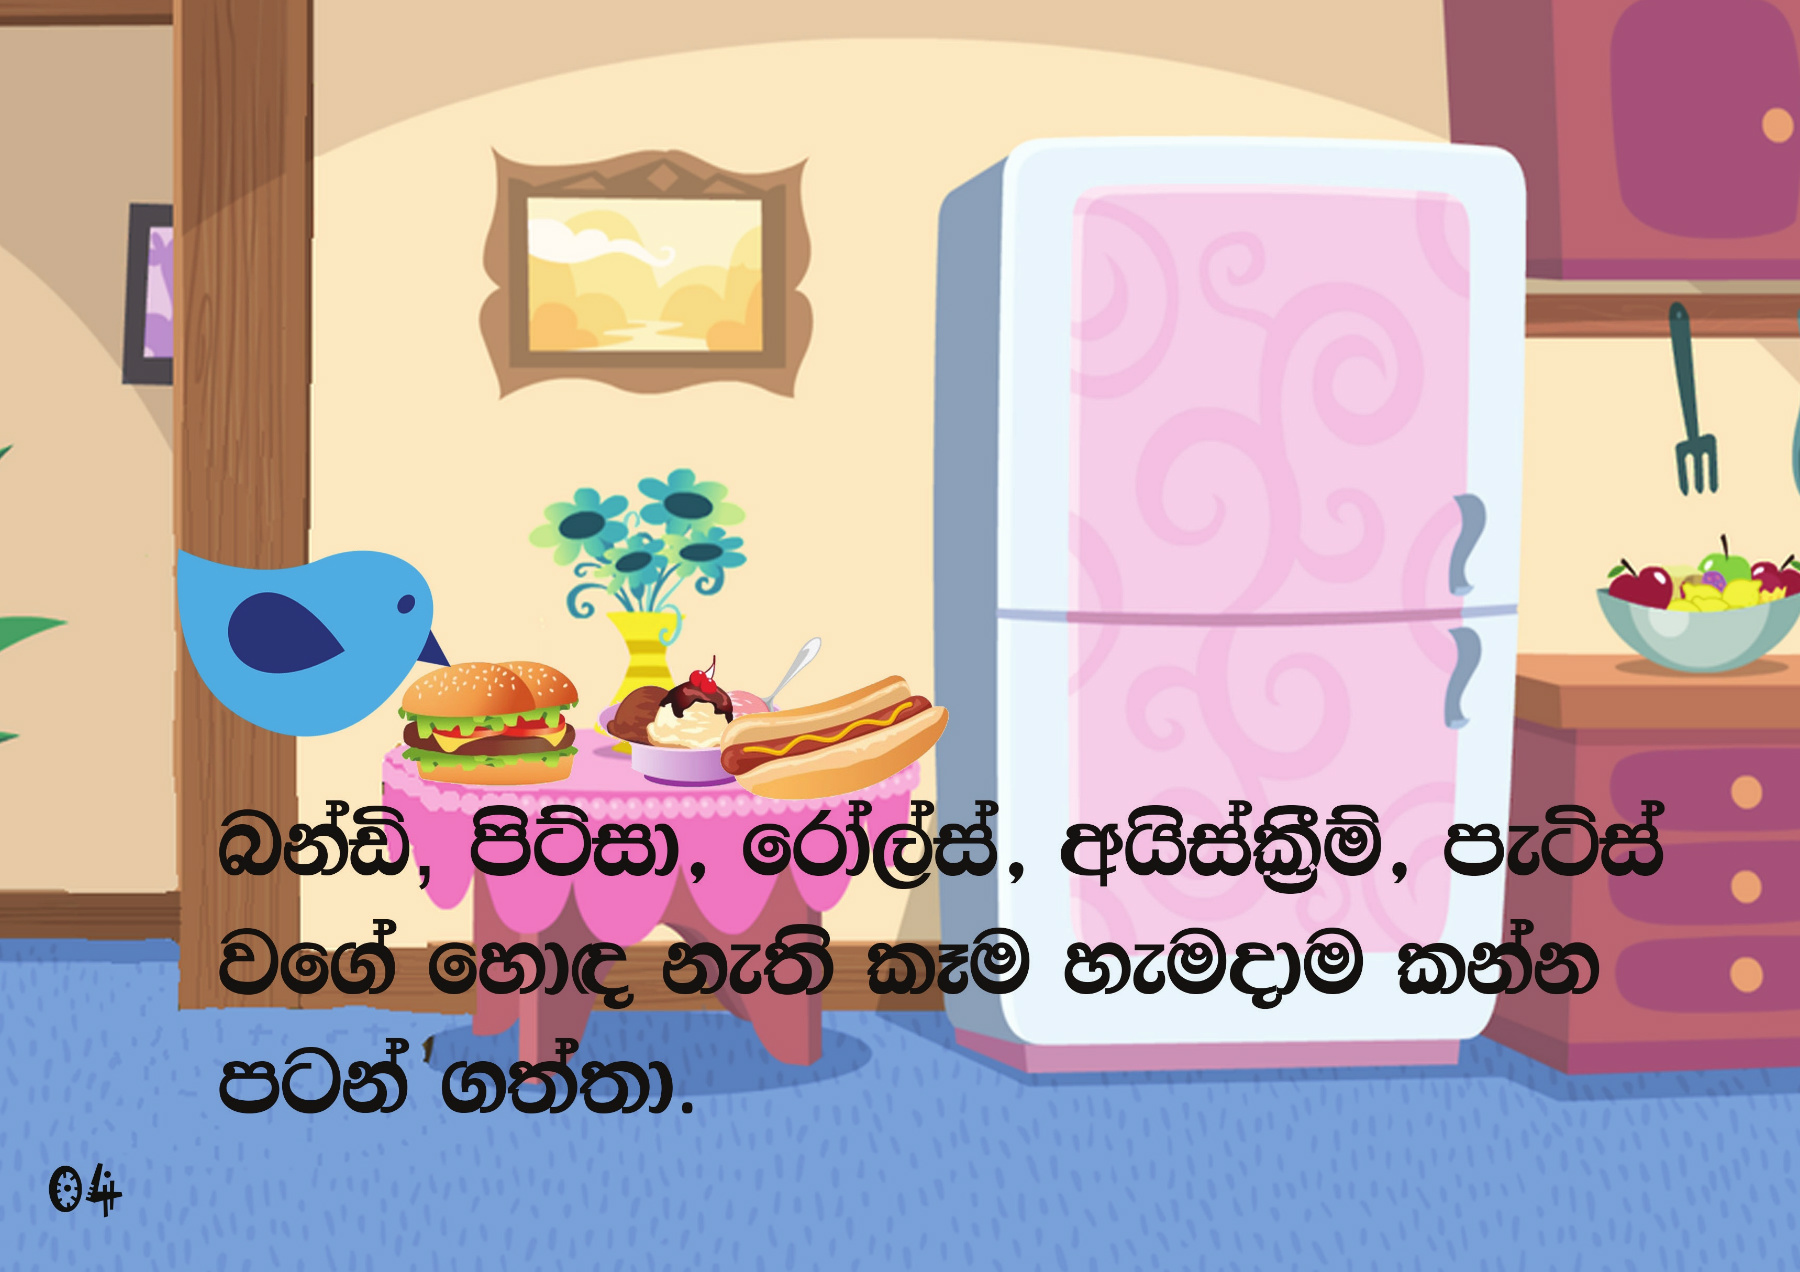 බන්ඩි, පිට්සා, රෝල්ස්, අයිස්ක්‍රීම්, පැටිස්
වගේ හොඳ නැති කෑම හැමදාම කන්න
පටන් ගත්තා.
04